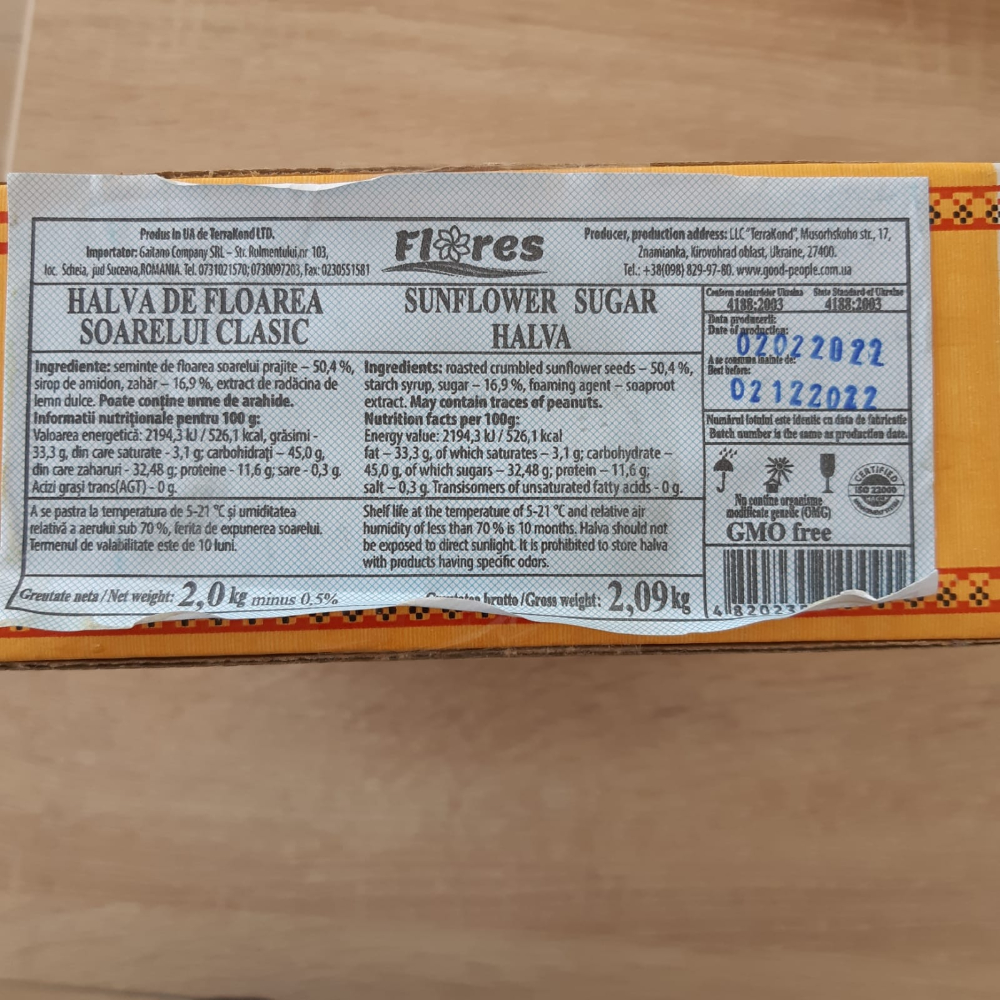 Produs în UA de TerraKond LTD.
Importator: Gaitano Company SRL – Str. Rulmentului,nr 103,
loc. Scheia, jud Suceava,ROMANIA. Tel. 0731021570; 0730097203, Fax: 0230551581
Flores
Producer, production address: LLC "TerraKond", Musorhskoho str., 17,
Znamianka, Kirovohrad oblast, Ukraine, 27400.
Tel.: +38(098) 829-97-80. www.good-people.com.ua
HALVA DE FLOAREA
SOARELUI CLASIC
Ingrediente: seminte de floarea soarelui prajite – 50,4 %,
sirop de amidon, zahăr – 16,9 %, extract de radăcina de
lemn dulce. Poate conține urme de arahide.
Informatii nutriționale pentru 100 g:
Valoarea energetică: 2194,3 kJ / 526,1 kcal, grăsimi -
33,3 g, din care saturate - 3,1 g; carbohidrați – 45,0 g,
din care zaharuri - 32,48 g; proteine - 11,6 g; sare - 0,3 g.
Acizi grași trans(AGT) - 0 g.
A se pastra la temperatura de 5-21 °C și umiditatea
relativă a aerului sub 70 %, ferita de expunerea soarelui.
Termenul de valabilitate este de 10 luni.
SUNFLOWER SUGAR
HALVA
Ingredients: roasted crumbled sunflower seeds – 50,4 %,
starch syrup, sugar – 16,9 %, foaming agent – soaproot
extract. May contain traces of peanuts.
Nutrition facts per 100g:
Energy value: 2194,3 kJ / 526,1 kcal
fat – 33,3 g, of which saturates – 3,1 g; carbohydrate –
45,0 g, of which sugars – 32,48 g; protein – 11,6 g;
salt – 0,3 g. Transisomers of unsaturated fatty acids - 0 g.
Shelf life at the temperature of 5-21 °C and relative air
humidity of less than 70 % is 10 months. Halva should not
be exposed to direct sunlight. It is prohibited to store halva
with products having specific odors.
Conform standardelor Ukraina State Standard of Ukraine
4188:2003 4188:2003
Data producerii:
Date of production:
02022022
A se consuma înainte de:
Best before:
02122022
Numărul lotului este identic cu data de fabricatie
Batch number is the same as production date.
CERTIFIED
ISO 22000
Nu contine organisme
modificate genetic (OMG)
GMO free
Greutate neta / Net weight: 2,0 kg minus 0,5%
brutto / Gross weight: 2,09 kg
4 82023